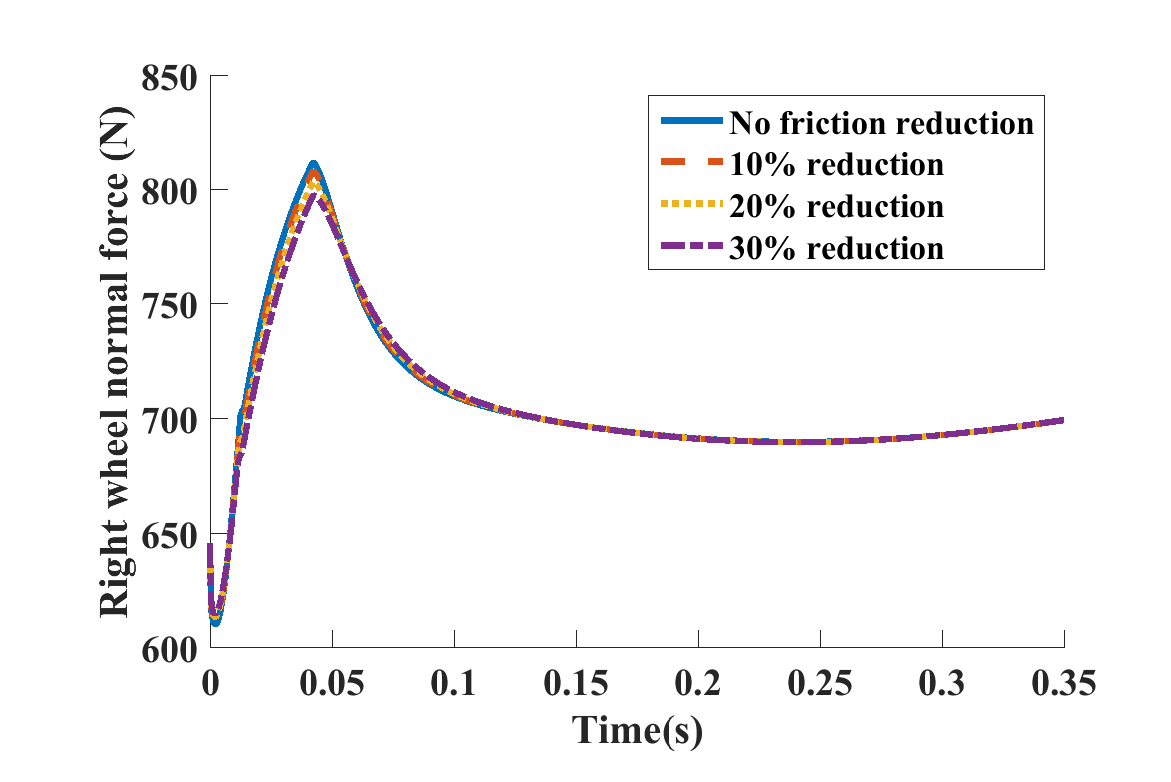 850
800
750
700
650
600
Right wheel normal force (N)
No friction reduction
10% reduction
20% reduction
30% reduction
0 0.05 0.1 0.15 0.2 0.25 0.3 0.35
Time(s)